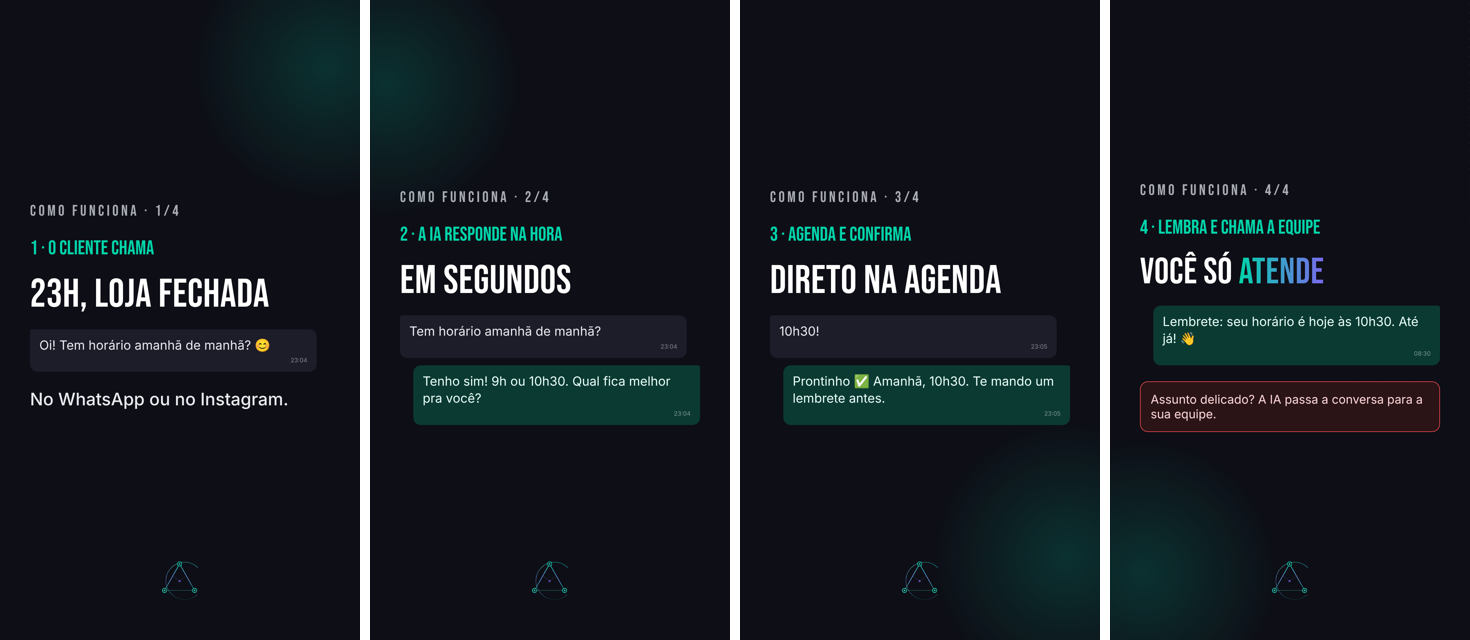 COMO FUNCIONA · 1/4
1 · O CLIENTE CHAMA
23H, LOJA FECHADA
Oi! Tem horário amanhã de manhã? 😊
23:04
No WhatsApp ou no Instagram.
COMO FUNCIONA · 2/4
2 · A IA RESPONDE NA HORA
EM SEGUNDOS
Tem horário amanhã de manhã?
23:04
Tenho sim! 9h ou 10h30. Qual fica melhor
pra você?
23:04
COMO FUNCIONA · 3/4
3 · AGENDA E CONFIRMA
DIRETO NA AGENDA
10h30!
23:05
Prontinho ✅ Amanhã, 10h30. Te mando um
lembrete antes.
23:05
COMO FUNCIONA · 4/4
4 · LEMBRA E CHAMA A EQUIPE
VOCÊ SÓ ATENDE
Lembrete: seu horário é hoje às 10h30. Até
já! 👋
08:30
Assunto delicado? A IA passa a conversa para a
sua equipe.